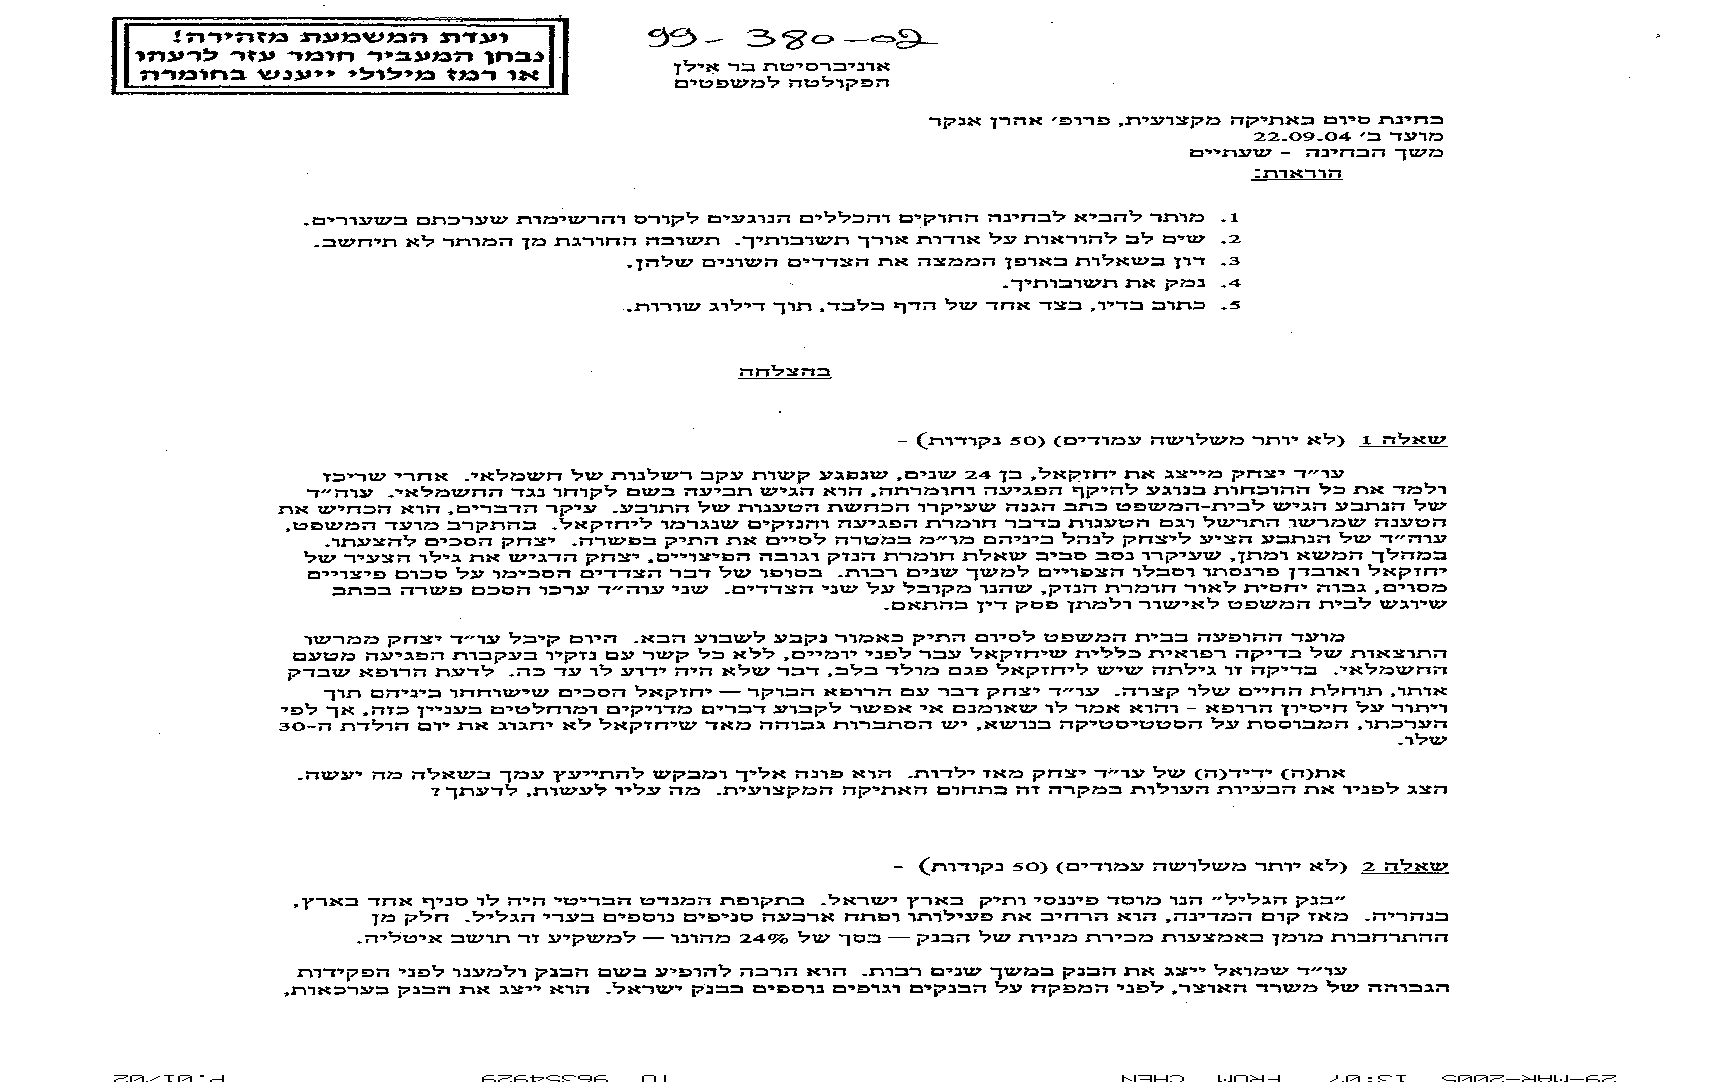 ועדת המשמעת מזהירה!
נבחן המעביר חומר עזר לרעהו
או רמז מילולי ייענש בחומרה
99-380-02
אוניברסיטת בר אילן
הפקולטה למשפטים
בחינת סיום באתיקה מקצועית, פרופ׳ אהרן אנקר
מועד ב׳ 22.09.04
משך הבחינה - שעתיים
הוראות:
1. מותר להביא לבחינה החוקים והכללים הנוגעים לקורס והרשימות שערכתם בשעורים.
2. שים לב להוראות על אודות אורך תשובותיך. תשובה החורגת מן המותר לא תיחשב.
3. דון בשאלות באופן הממצה את הצדדים השונים שלהן.
4. נמק את תשובותיך.
5. כתוב בדיו, בצד אחד של הדף בלבד, תוך דילוג שורות.
בהצלחה
שאלה 1 (לא יותר משלושה עמודים) (50 נקודות) -
עו״ד יצחק מייצג את יחזקאל, בן 24 שנים, שנפגע קשות עקב רשלנות של חשמלאי. אחרי שריכז
ולמד את כל ההוכחות בנוגע להיקף הפגיעה וחומרתה, הוא הגיש תביעה בשם לקוחו נגד החשמלאי. עוה״ד
של הנתבע הגיש לבית-המשפט כתב הגנה שעיקרו הכחשת הטענות של התובע. עיקר הדברים, הוא הכחיש את
הטענה שמרשו התרשל וגם הטענות בדבר חומרת הפגיעה והנזקים שנגרמו ליחזקאל. בהתקרב מועד המשפט,
עוה״ד של הנתבע הציע ליצחק לנהל ביניהם מו״מ במטרה לסיים את התיק בפשרה. יצחק הסכים להצעתו.
במהלך המשא ומתן, שעיקרו נסב סביב שאלת חומרת הנזק וגובה הפיצויים, יצחק הדגיש את גילו הצעיר של
יחזקאל ואובדן פרנסתו וסבלו הצפויים למשך שנים רבות. בסופו של דבר הצדדים הסכימו על סכום פיצויים
מסוים, גבוה יחסית לאור חומרת הנזק, שהנו מקובל על שני הצדדים. שני עוה״ד ערכו הסכם פשרה בכתב
שיוגש לבית המשפט לאישור ולמתן פסק דין בהתאם.
מועד ההופעה בבית המשפט לסיום התיק כאמור נקבע לשבוע הבא. היום קיבל עו״ד יצחק ממרשו
התוצאות של בדיקה רפואית כללית שיחזקאל עבר לפני יומיים, ללא כל קשר עם נזקיו בעקבות הפגיעה מטעם
החשמלאי. בדיקה זו גילתה שיש ליחזקאל פגם מולד בלב, דבר שלא היה ידוע לו עד כה. לדעת הרופא שבדק
אותו, תוחלת החיים שלו קצרה. עו״ד יצחק דבר עם הרופא הבוקר — יחזקאל הסכים שישוחחו ביניהם תוך
ויתור על חיסיון הרופא - והוא אמר לו שאומנם אי אפשר לקבוע דברים מדויקים ומוחלטים בעניין כזה, אך לפי
הערכתו, המבוססת על הסטטיסטיקה בנושא, יש הסתברות גבוהה מאד שיחזקאל לא יחגוג את יום הולדת ה-30
שלו.
את(ה) ידיד(ה) של עו״ד יצחק מאז ילדות. הוא פונה אליך ומבקש להתייעץ עמך בשאלה מה יעשה.
הצג לפניו את הבעיות העולות במקרה זה בתחום האתיקה המקצועית. מה עליו לעשות, לדעתך?
שאלה 2 (לא יותר משלושה עמודים) (50 נקודות) -
״בנק הגליל״ הנו מוסד פיננסי ותיק בארץ ישראל. בתקופת המנדט הבריטי היה לו סניף אחד בארץ,
בנהריה. מאז קום המדינה, הוא הרחיב את פעילותו ופתח ארבעה סניפים נוספים בערי הגליל. חלק מן
ההתרחבות מומן באמצעות מכירת מניות של הבנק — בסך של 24% מהונו — למשקיע זר תושב איטליה.
עו״ד שמואל ייצג את הבנק במשך שנים רבות. הוא הרבה להופיע בשם הבנק ולמענו לפני הפקידות
הגבוהה של משרד האוצר, לפני המפקח על הבנקים וגופים נוספים בבנק ישראל. הוא ייצג את הבנק בערכאות,
29-MAR-2005 13:07 FROM CHEN TO 96354929 P.01/02